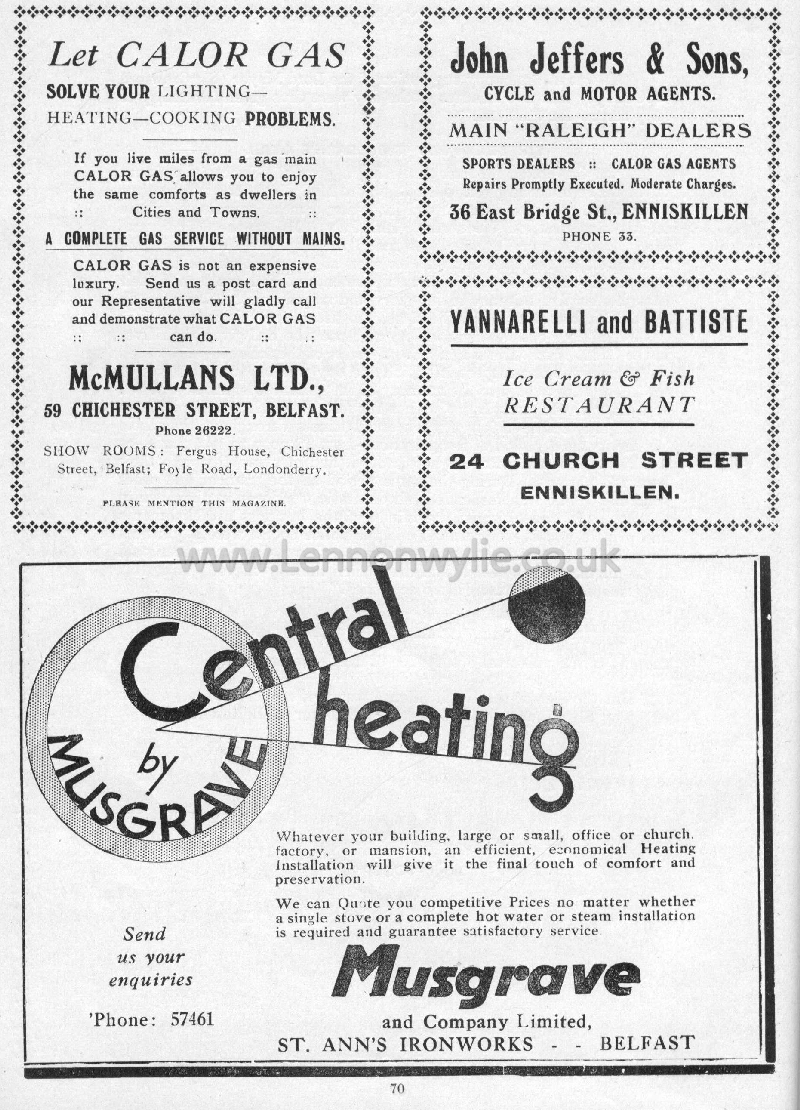 Let CALOR GAS
SOLVE YOUR LIGHTING—
HEATING—COOKING PROBLEMS.
If you live miles from a gas main
CALOR GAS allows you to enjoy
the same comforts as dwellers in
:: Cities and Towns. ::
A COMPLETE GAS SERVICE WITHOUT MAINS.
CALOR GAS is not an expensive
luxury. Send us a post card and
our Representative will gladly call
and demonstrate what CALOR GAS
:: :: can do. :: ::
McMULLANS LTD.,
59 CHICHESTER STREET, BELFAST.
Phone 26222.
SHOW ROOMS: Fergus House, Chichester
Street, Belfast; Foyle Road, Londonderry.
PLEASE MENTION THIS MAGAZINE.
John Jeffers & Sons,
CYCLE and MOTOR AGENTS.
MAIN "RALEIGH" DEALERS
SPORTS DEALERS :: CALOR GAS AGENTS
Repairs Promptly Executed. Moderate Charges.
36 East Bridge St., ENNISKILLEN
PHONE 33.
YANNARELLI and BATTISTE
Ice Cream & Fish
RESTAURANT
24 CHURCH STREET
ENNISKILLEN.
www.Lennonwylie.co.uk
Central
heating
by
MUSGRAVE
Whatever your building, large or small, office or church,
factory, or mansion, an efficient, economical Heating
Installation will give it the final touch of comfort and
preservation.
We can Quote you competitive Prices no matter whether
a single stove or a complete hot water or steam installation
is required and guarantee satisfactory service.
Send
us your
enquiries
'Phone: 57461
Musgrave
and Company Limited,
ST. ANN'S IRONWORKS - - BELFAST
70